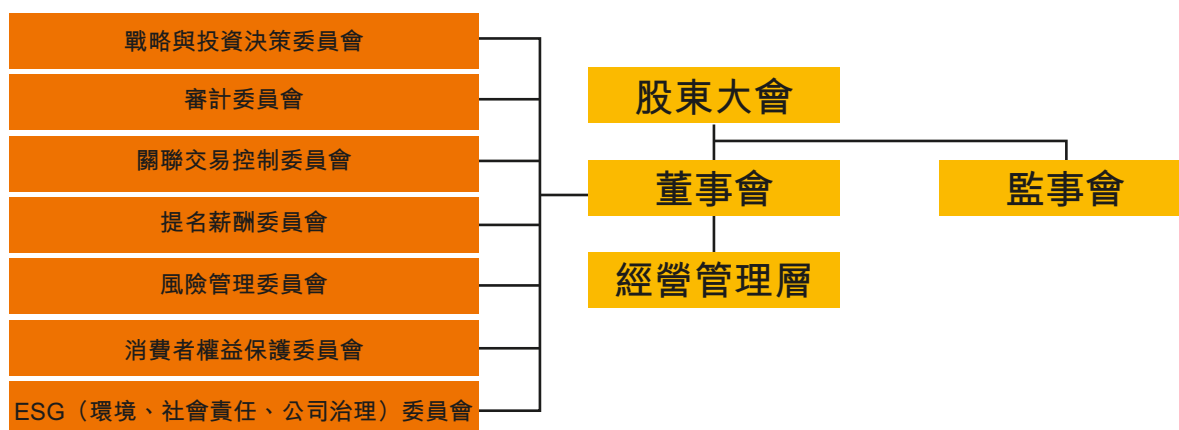 戰略與投資決策委員會
審計委員會
關聯交易控制委員會
提名薪酬委員會
風險管理委員會
消費者權益保護委員會
ESG（環境、社會責任、公司治理）委員會
股東大會
董事會
監事會
經營管理層